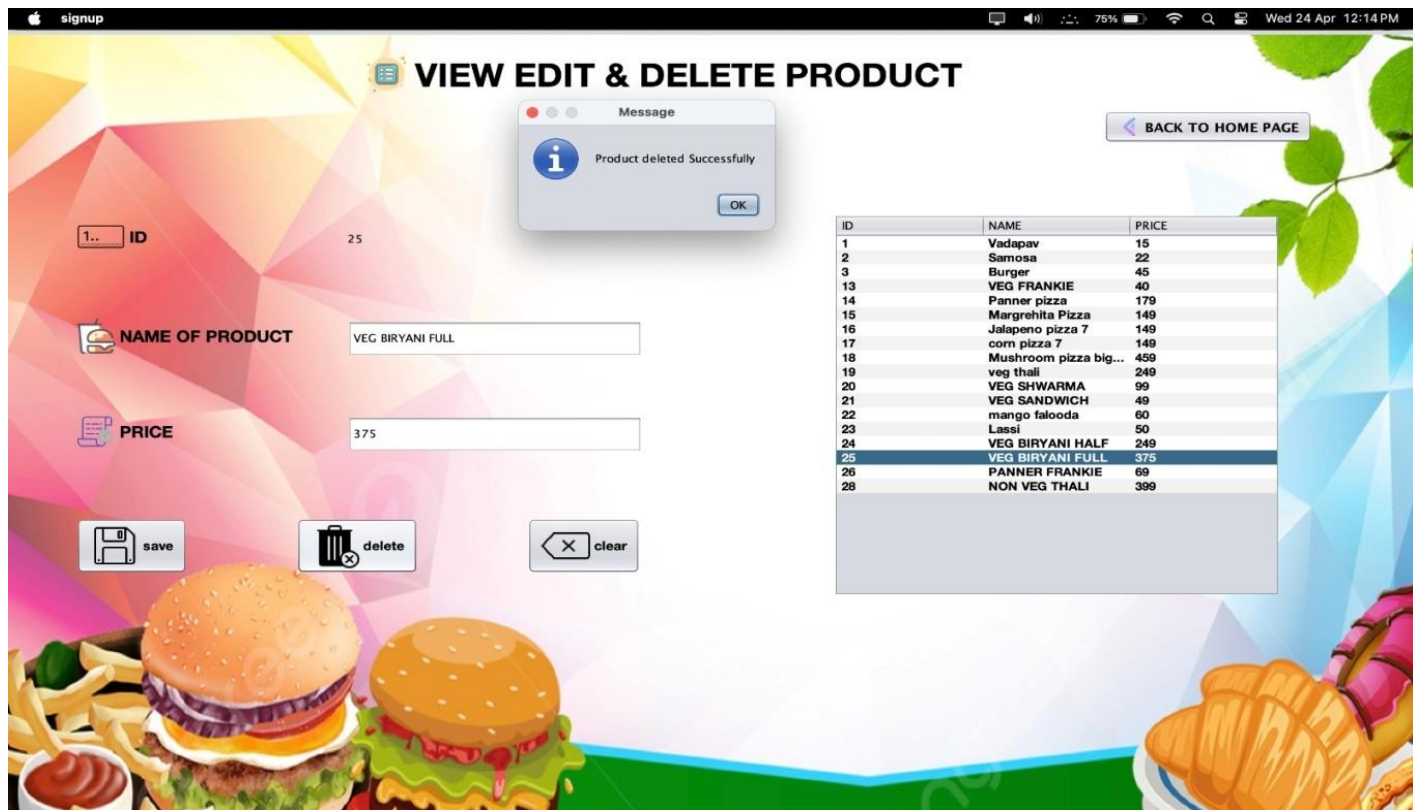 signup 75% Wed 24 Apr 12:14 PM
VIEW EDIT & DELETE PRODUCT
Message
Product deleted Successfully
OK
BACK TO HOME PAGE
1.. ID 25
NAME OF PRODUCT VEG BIRYANI FULL
PRICE 375
save delete clear
ID NAME PRICE
1 Vadapav 15
2 Samosa 22
3 Burger 45
13 VEG FRANKIE 40
14 Panner pizza 179
15 Margrehita Pizza 149
16 Jalapeno pizza 7 149
17 corn pizza 7 149
18 Mushroom pizza big... 459
19 veg thali 249
20 VEG SHWARMA 99
21 VEG SANDWICH 49
22 mango falooda 60
23 Lassi 50
24 VEG BIRYANI HALF 249
25 VEG BIRYANI FULL 375
26 PANNER FRANKIE 69
28 NON VEG THALI 399